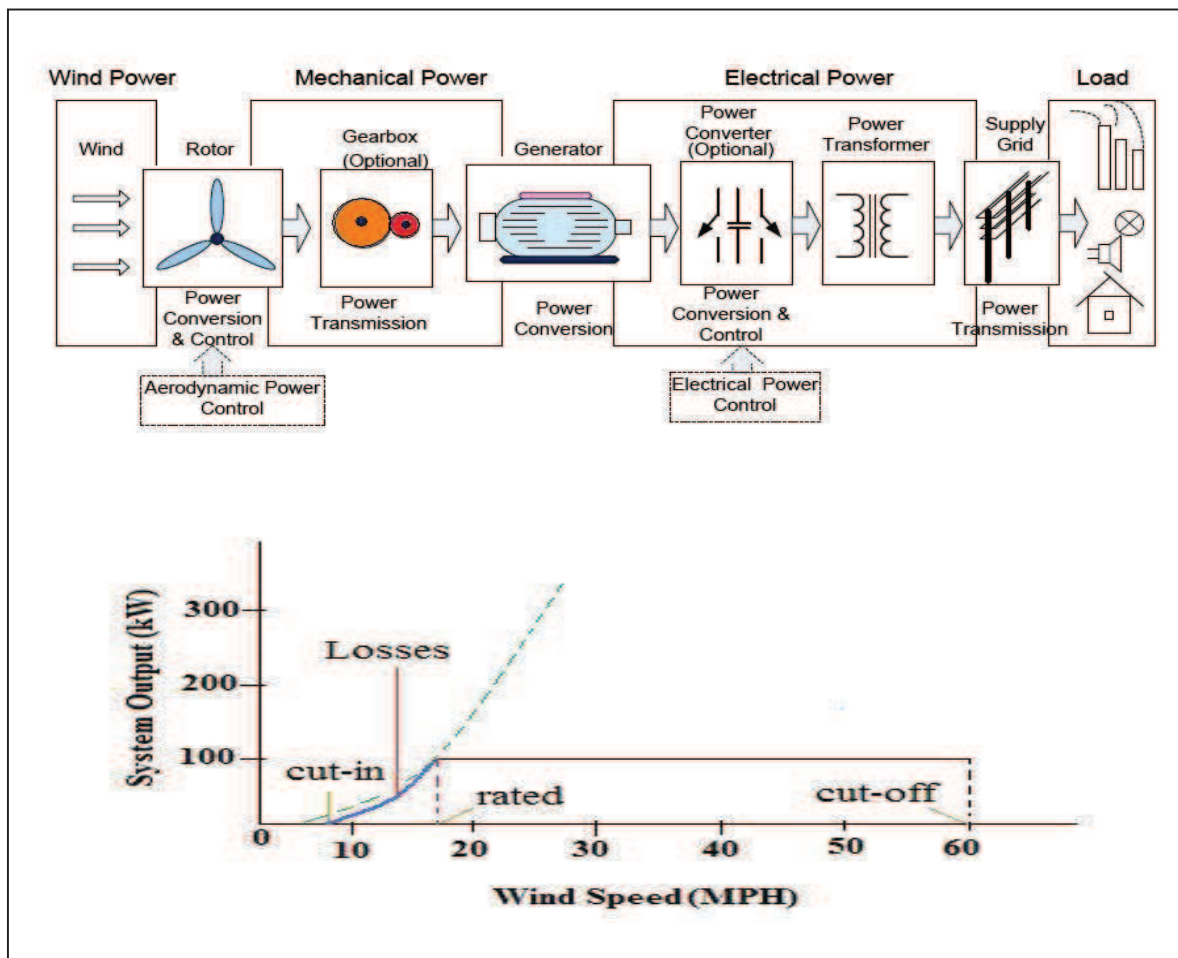 Wind Power
Mechanical Power
Electrical Power
Load
Wind
Rotor
Gearbox
(Optional)
Generator
Power
Converter
(Optional)
Power
Transformer
Supply
Grid
Power
Conversion
& Control
Power
Transmission
Power
Conversion
Power
Conversion &
Control
Power
Transmission
Aerodynamic Power
Control
Electrical Power
Control
System Output (kW)
300
200
100
0
Losses
cut-in
rated
cut-off
10
20
30
40
50
60
Wind Speed (MPH)